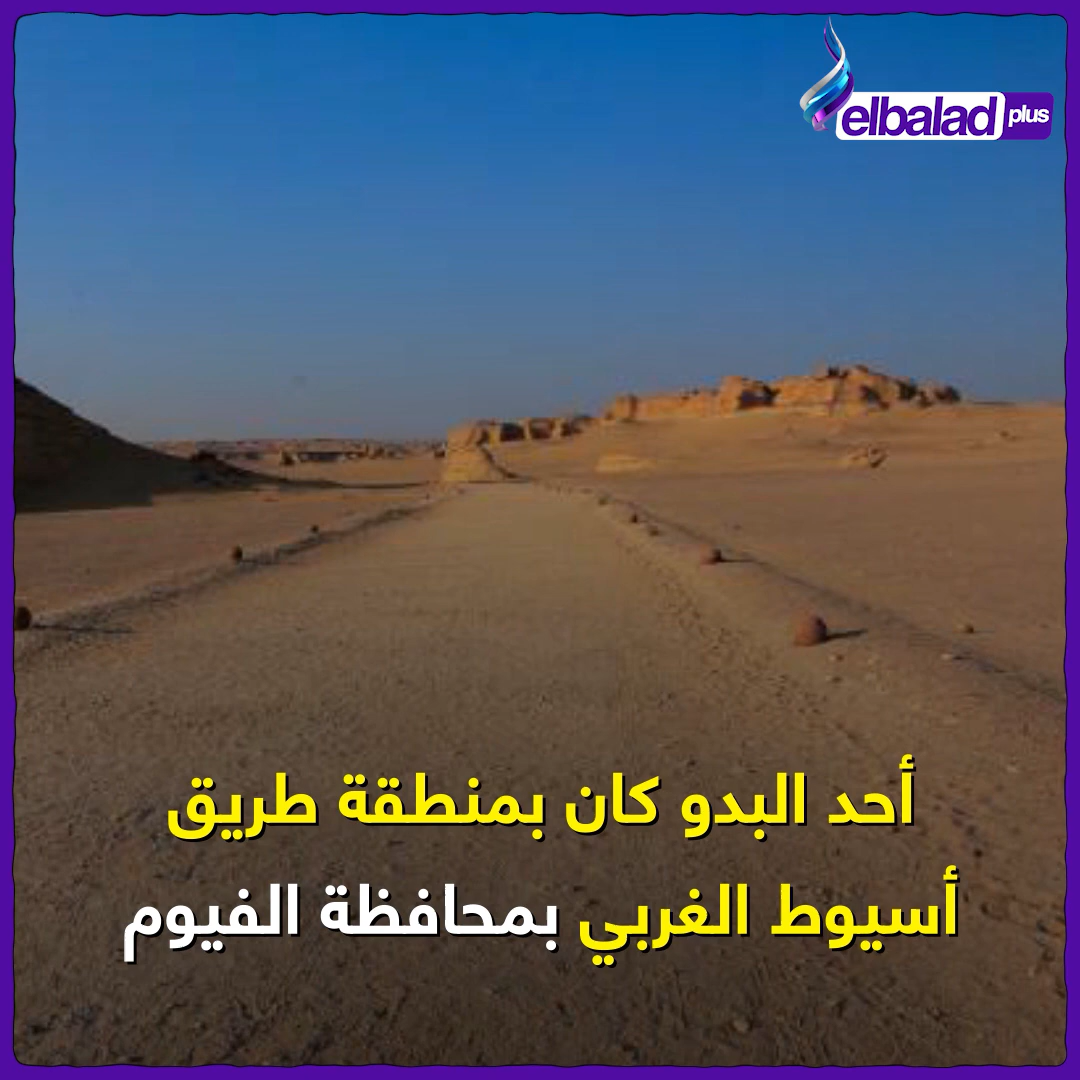 elbalad plus
أحد البدو كان بمنطقة طريق
أسيوط الغربي بمحافظة الفيوم